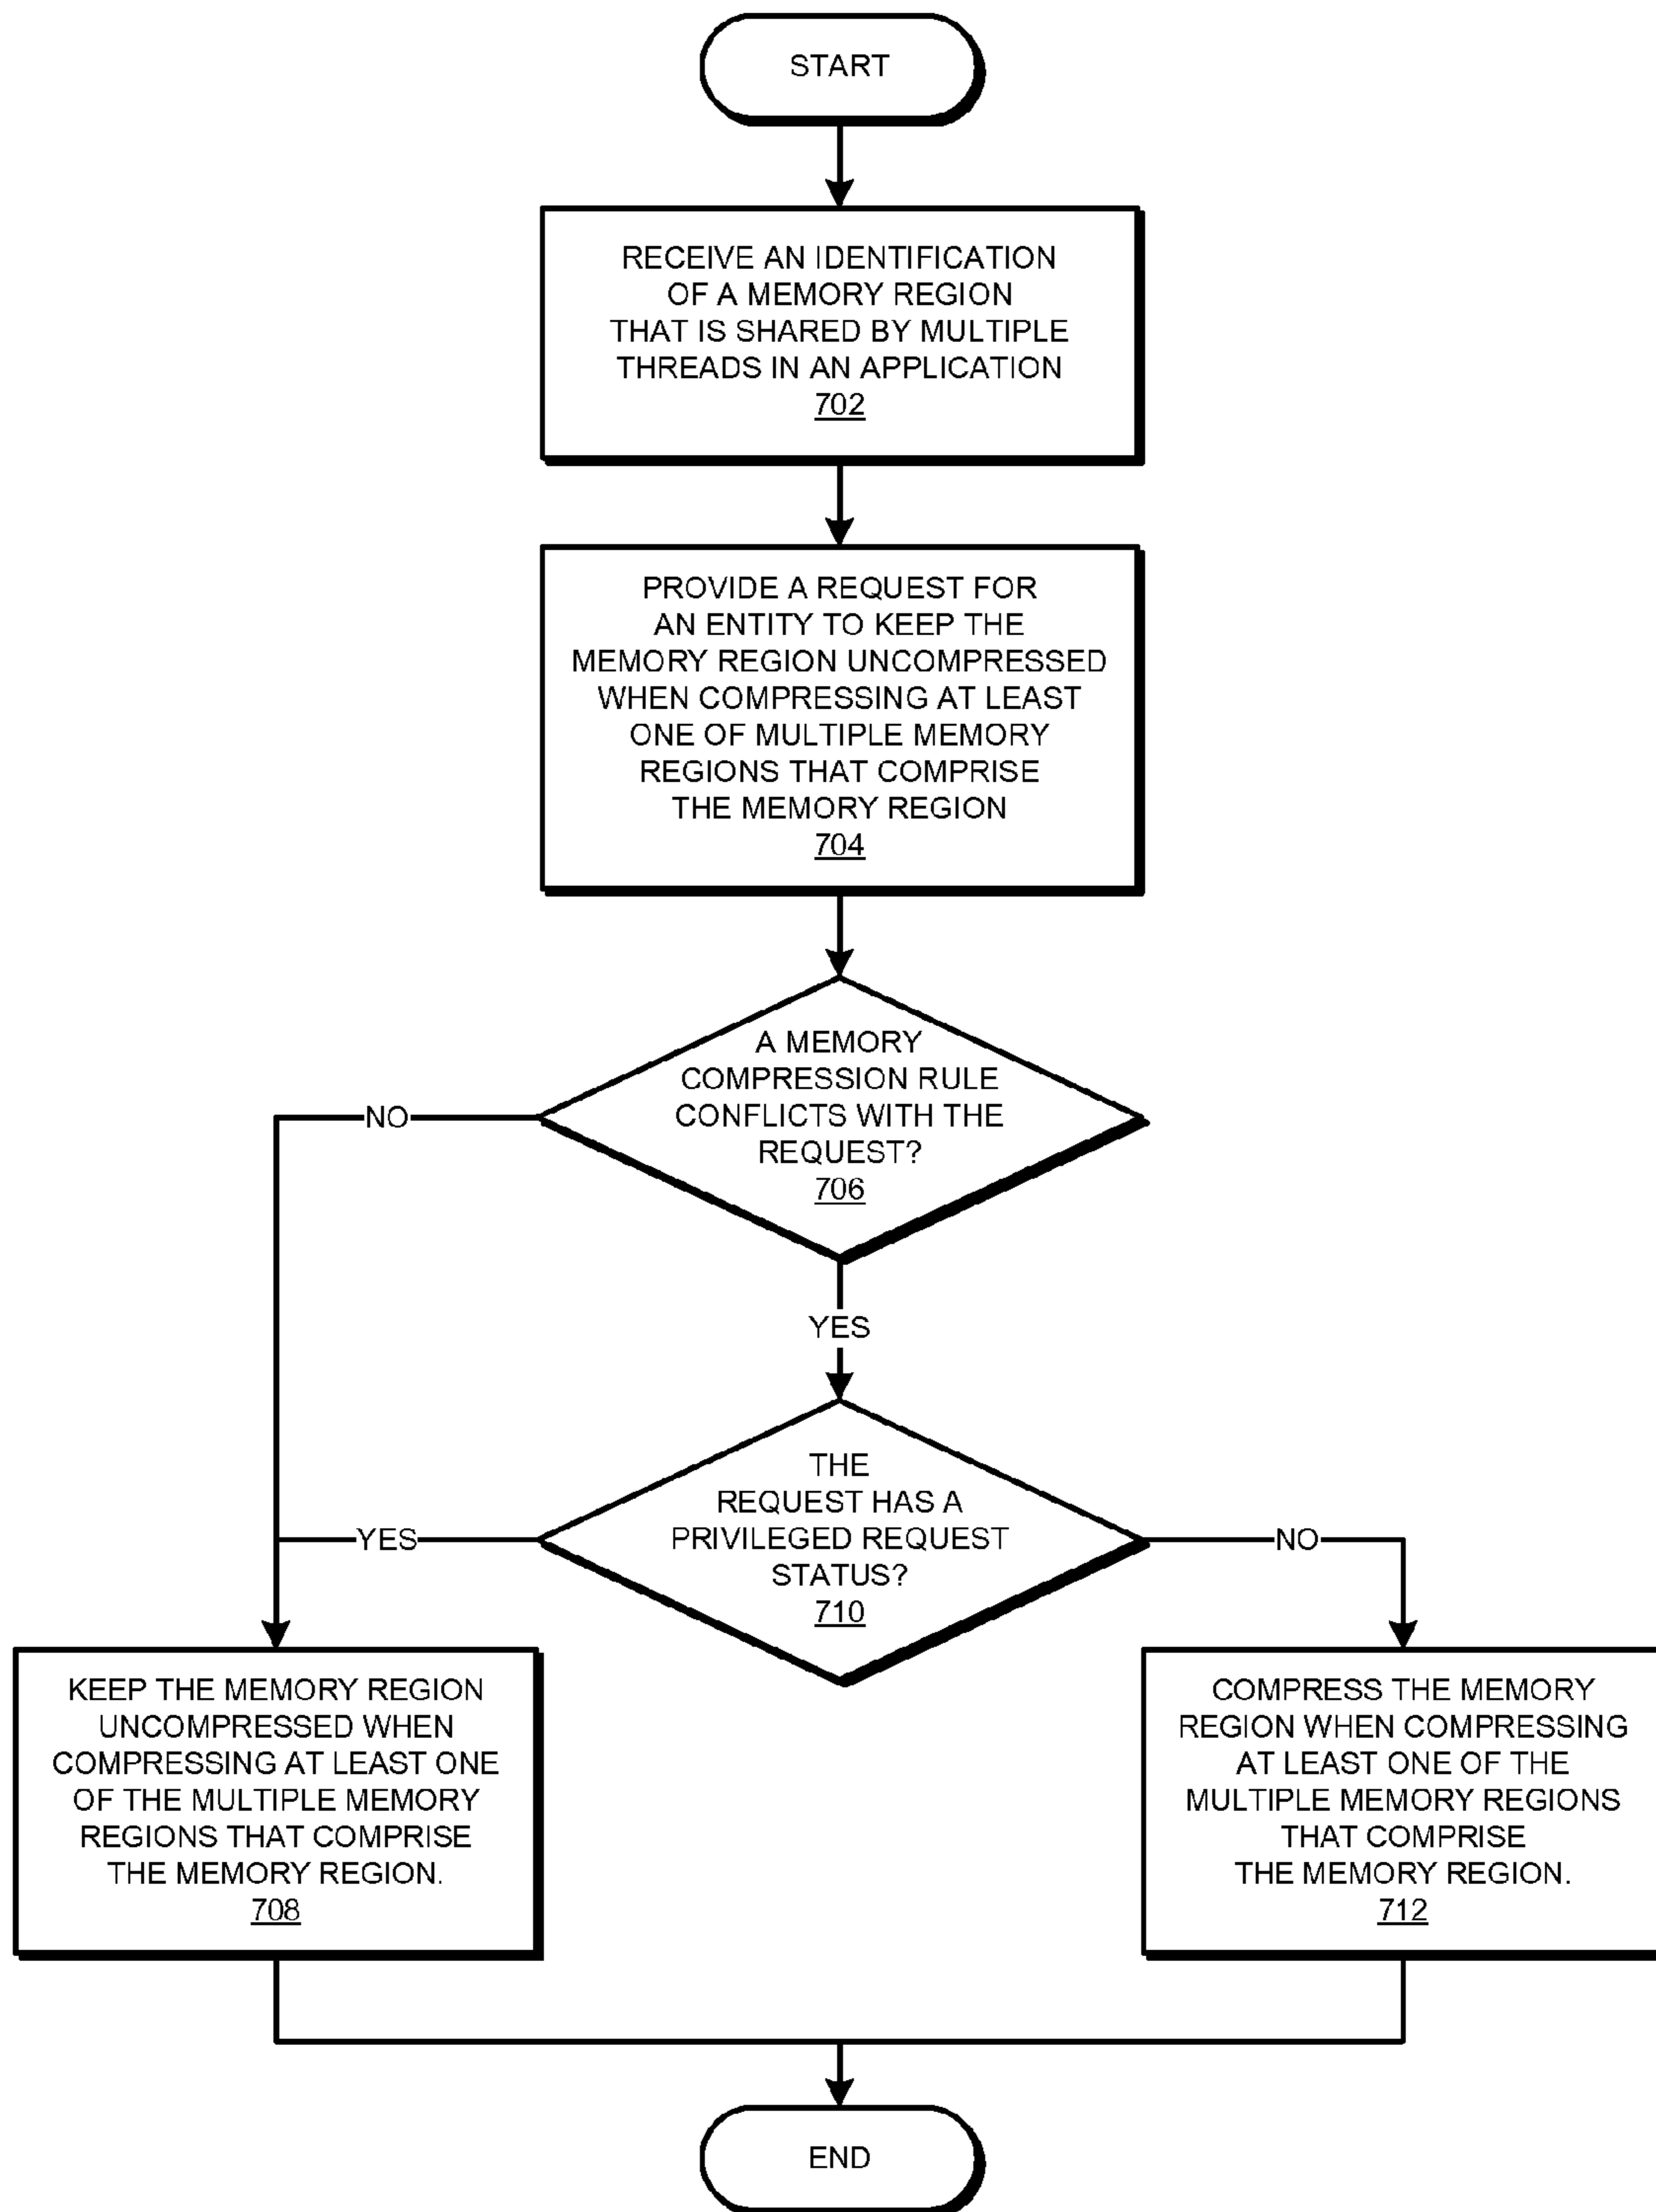 START
RECEIVE AN IDENTIFICATION
OF A MEMORY REGION
THAT IS SHARED BY MULTIPLE
THREADS IN AN APPLICATION
702
PROVIDE A REQUEST FOR
AN ENTITY TO KEEP THE
MEMORY REGION UNCOMPRESSED
WHEN COMPRESSING AT LEAST
ONE OF MULTIPLE MEMORY
REGIONS THAT COMPRISE
THE MEMORY REGION
704
A MEMORY
COMPRESSION RULE
CONFLICTS WITH THE
REQUEST?
706
NO
YES
THE
REQUEST HAS A
PRIVILEGED REQUEST
STATUS?
710
YES
NO
KEEP THE MEMORY REGION
UNCOMPRESSED WHEN
COMPRESSING AT LEAST ONE
OF THE MULTIPLE MEMORY
REGIONS THAT COMPRISE
THE MEMORY REGION.
708
COMPRESS THE MEMORY
REGION WHEN COMPRESSING
AT LEAST ONE OF THE
MULTIPLE MEMORY REGIONS
THAT COMPRISE
THE MEMORY REGION.
712
END